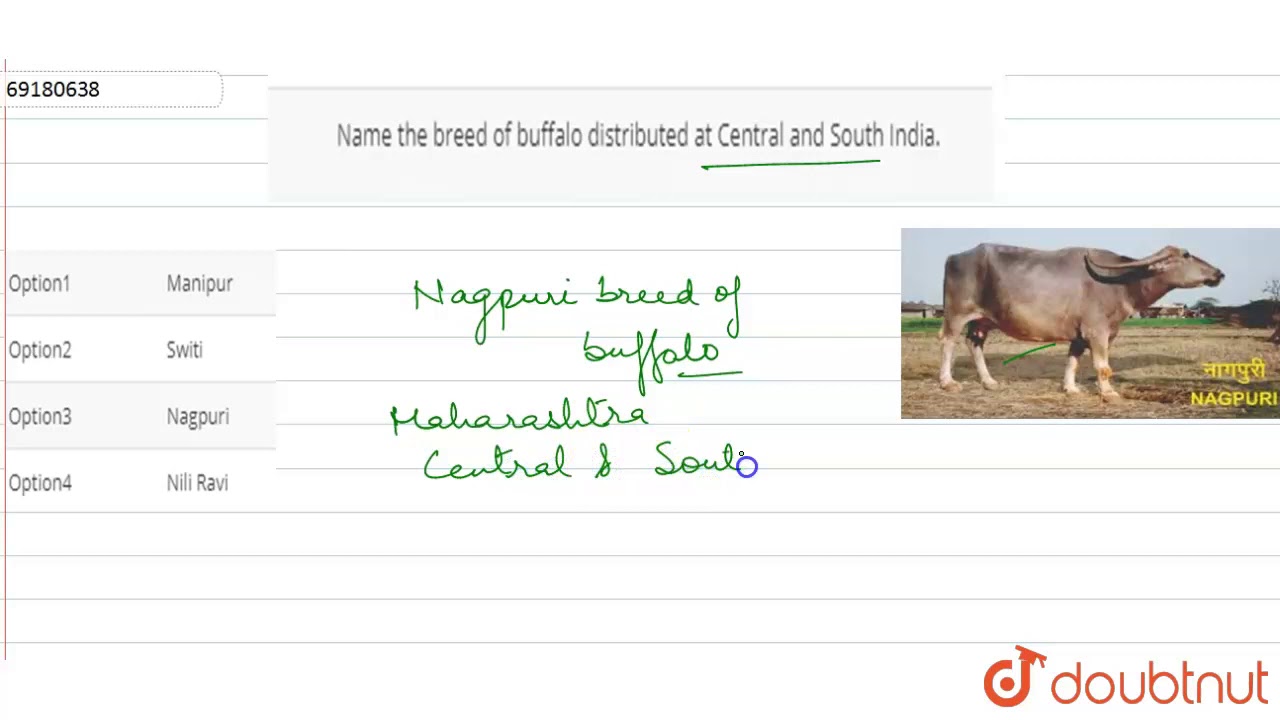 69180638
Name the breed of buffalo distributed at Central and South India.
Option1 Manipur
Option2 Switi
Option3 Nagpuri
Option4 Nili Ravi
Nagpuri breed of
buffalo
Maharashtra
Central & Sout
नागपुरी
NAGPURI
doubtnut